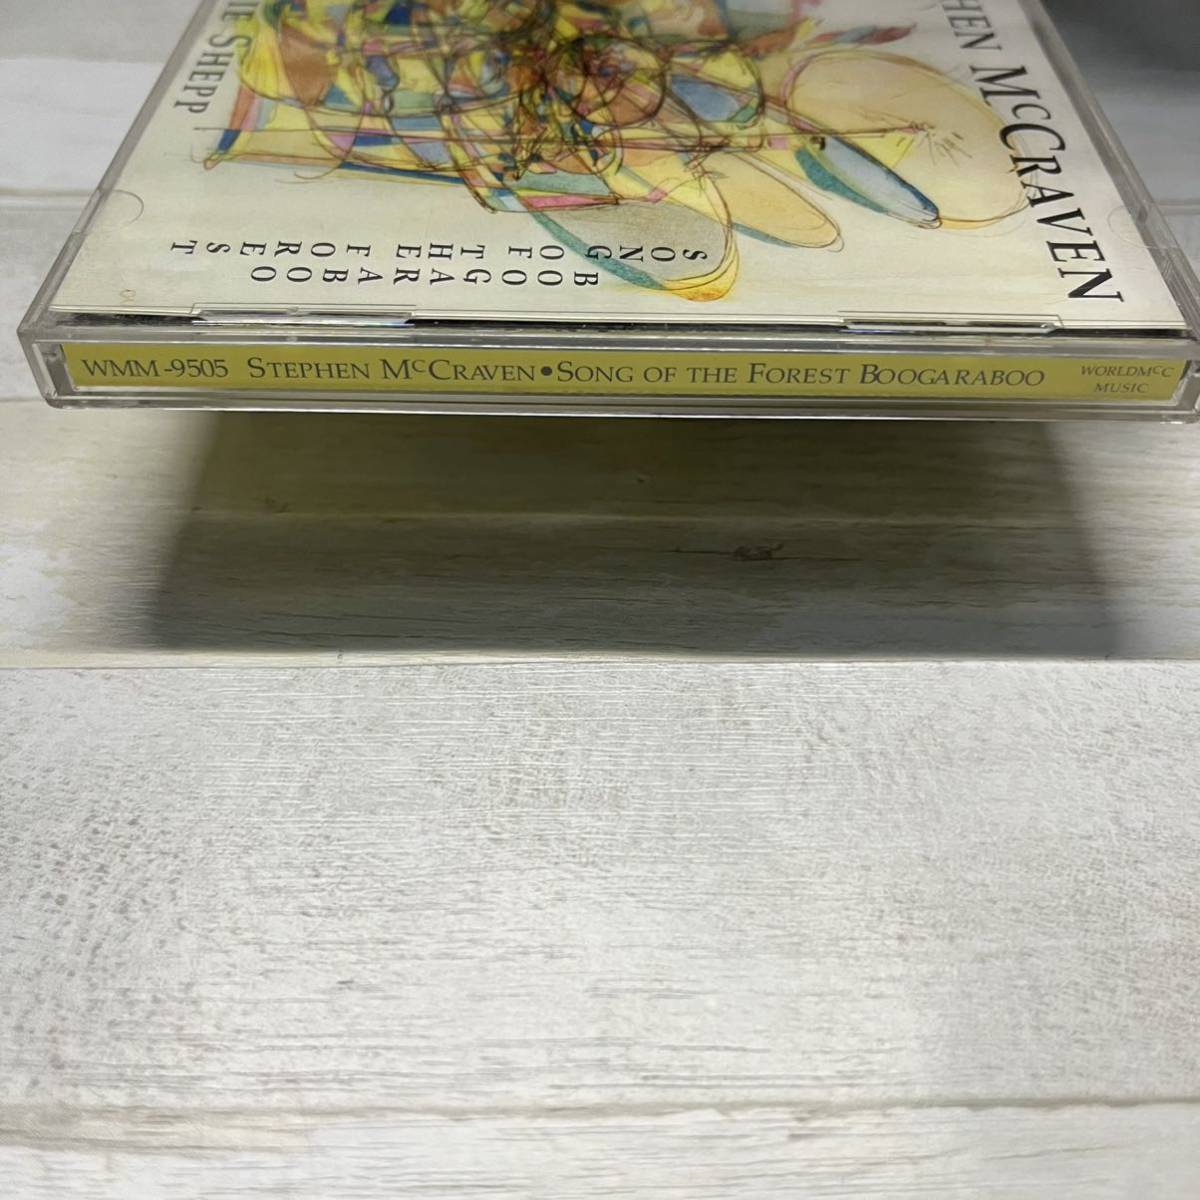 HEN MCCRAVEN
IE SHEPP
SONG OF THE FOREST
BOOGARABOO
WMM-9505 STEPHEN MCCRAVEN • SONG OF THE FOREST BOOGARABOO
WORLDMCC
MUSIC